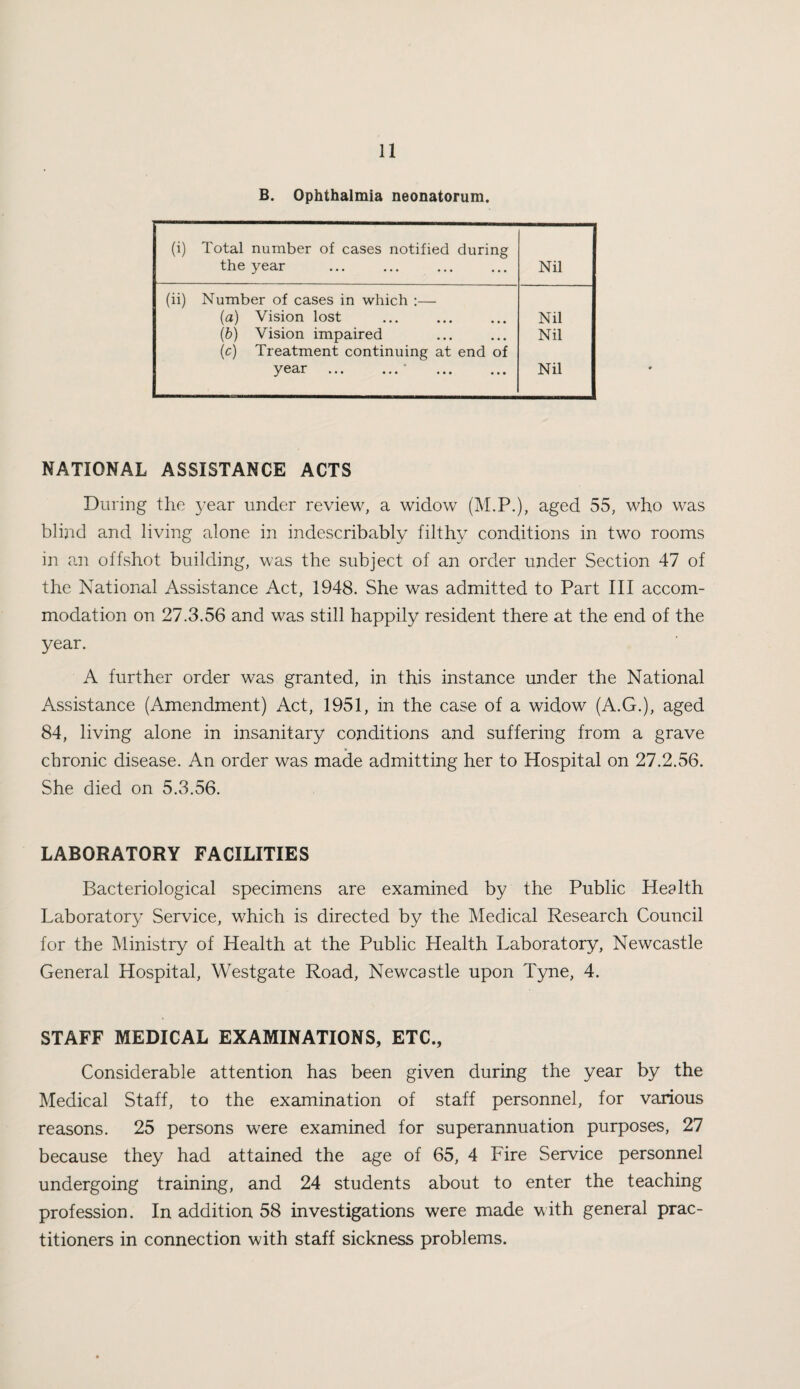 11
B. Ophthalmia neonatorum.
(i) Total number of cases notified during
the year ... ... ... ... Nil
(ii) Number of cases in which :—
(a) Vision lost ... ... ... Nil
(b) Vision impaired ... ... Nil
(c) Treatment continuing at end of
year ... ... ... ... Nil
NATIONAL ASSISTANCE ACTS
During the year under review, a widow (M.P.), aged 55, who was
blind and living alone in indescribably filthy conditions in two rooms
in an offshot building, was the subject of an order under Section 47 of
the National Assistance Act, 1948. She was admitted to Part III accom-
modation on 27.3.56 and was still happily resident there at the end of the
year.
A further order was granted, in this instance under the National
Assistance (Amendment) Act, 1951, in the case of a widow (A.G.), aged
84, living alone in insanitary conditions and suffering from a grave
chronic disease. An order was made admitting her to Hospital on 27.2.56.
She died on 5.3.56.
LABORATORY FACILITIES
Bacteriological specimens are examined by the Public Health
Laboratory Service, which is directed by the Medical Research Council
for the Ministry of Health at the Public Health Laboratory, Newcastle
General Hospital, Westgate Road, Newcastle upon Tyne, 4.
STAFF MEDICAL EXAMINATIONS, ETC.,
Considerable attention has been given during the year by the
Medical Staff, to the examination of staff personnel, for various
reasons. 25 persons were examined for superannuation purposes, 27
because they had attained the age of 65, 4 Fire Service personnel
undergoing training, and 24 students about to enter the teaching
profession. In addition 58 investigations were made with general prac-
titioners in connection with staff sickness problems.